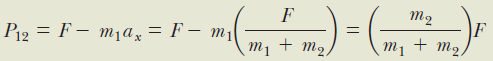 P₁₂ = F − m₁aₓ = F − m₁(F / (m₁ + m₂)) = (m₂ / (m₁ + m₂))F